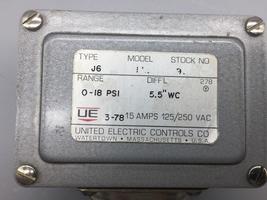 TYPE MODEL STOCK NO
J6
RANGE DIFF'L 278
0-18 PSI 5.5" WC
UE 3-78 15 AMPS 125/250 VAC
UNITED ELECTRIC CONTROLS CO
WATERTOWN • MASSACHUSETTS • U.S.A.